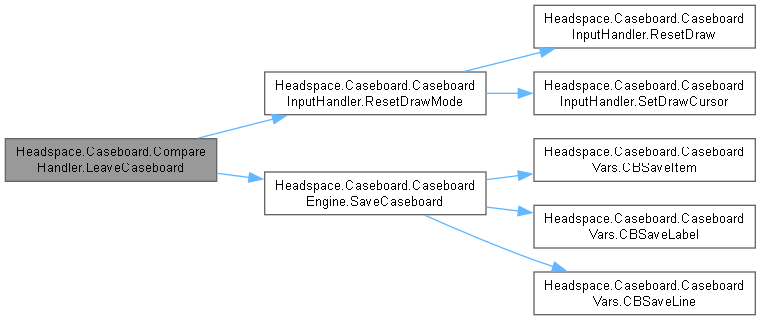 Headspace.Caseboard.Caseboard
InputHandler.ResetDraw
Headspace.Caseboard.Caseboard
InputHandler.ResetDrawMode
Headspace.Caseboard.Caseboard
InputHandler.SetDrawCursor
Headspace.Caseboard.Compare
Handler.LeaveCaseboard
Headspace.Caseboard.Caseboard
Vars.CBSaveItem
Headspace.Caseboard.Caseboard
Engine.SaveCaseboard
Headspace.Caseboard.Caseboard
Vars.CBSaveLabel
Headspace.Caseboard.Caseboard
Vars.CBSaveLine